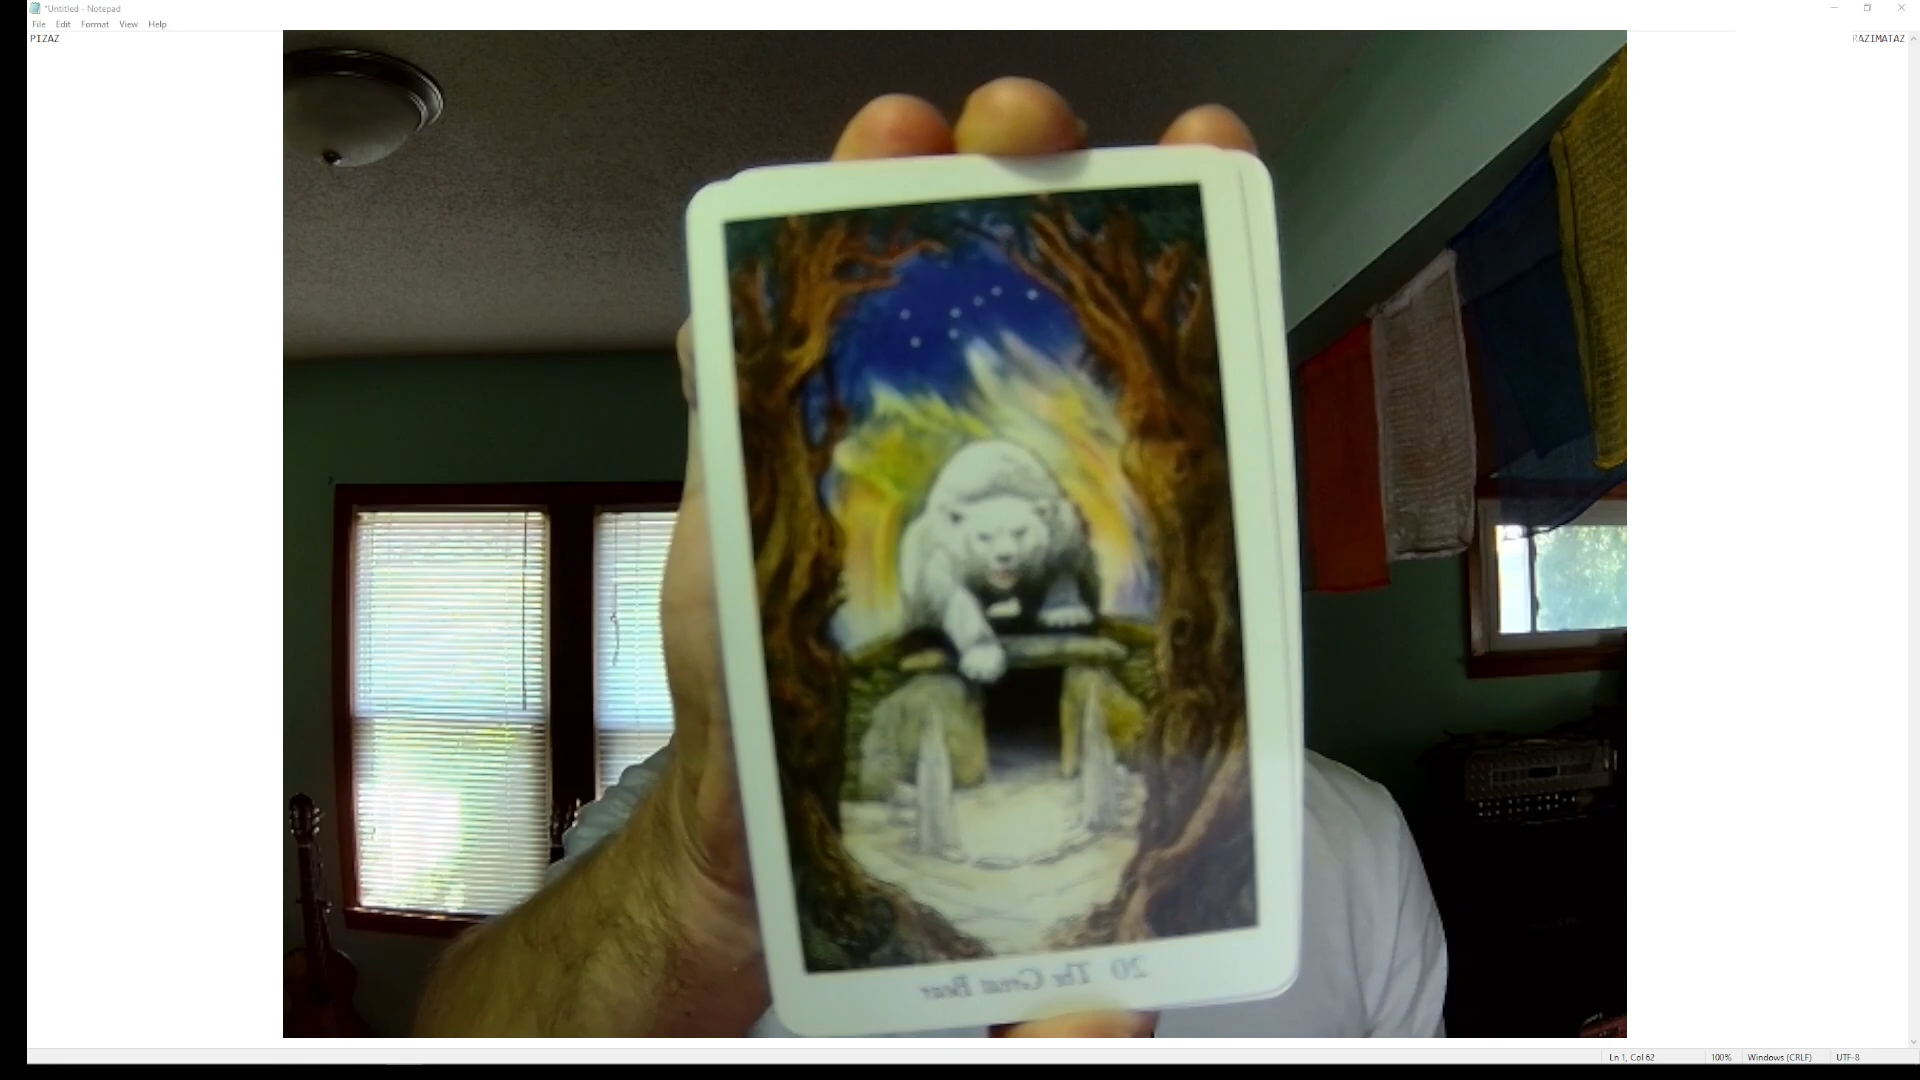 *Untitled - Notepad
File Edit Format View Help
PIZAZ RAZIMATAZ
20 The Great Bear
Ln 1, Col 62 100% Windows (CRLF) UTF-8